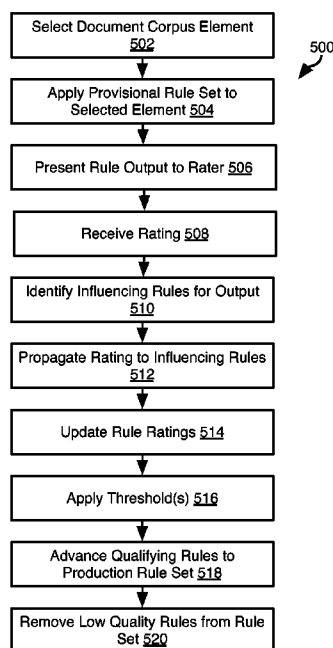 Select Document Corpus Element
502
500
Apply Provisional Rule Set to
Selected Element 504
Present Rule Output to Rater 506
Receive Rating 508
Identify Influencing Rules for Output
510
Propagate Rating to Influencing Rules
512
Update Rule Ratings 514
Apply Threshold(s) 516
Advance Qualifying Rules to
Production Rule Set 518
Remove Low Quality Rules from Rule
Set 520